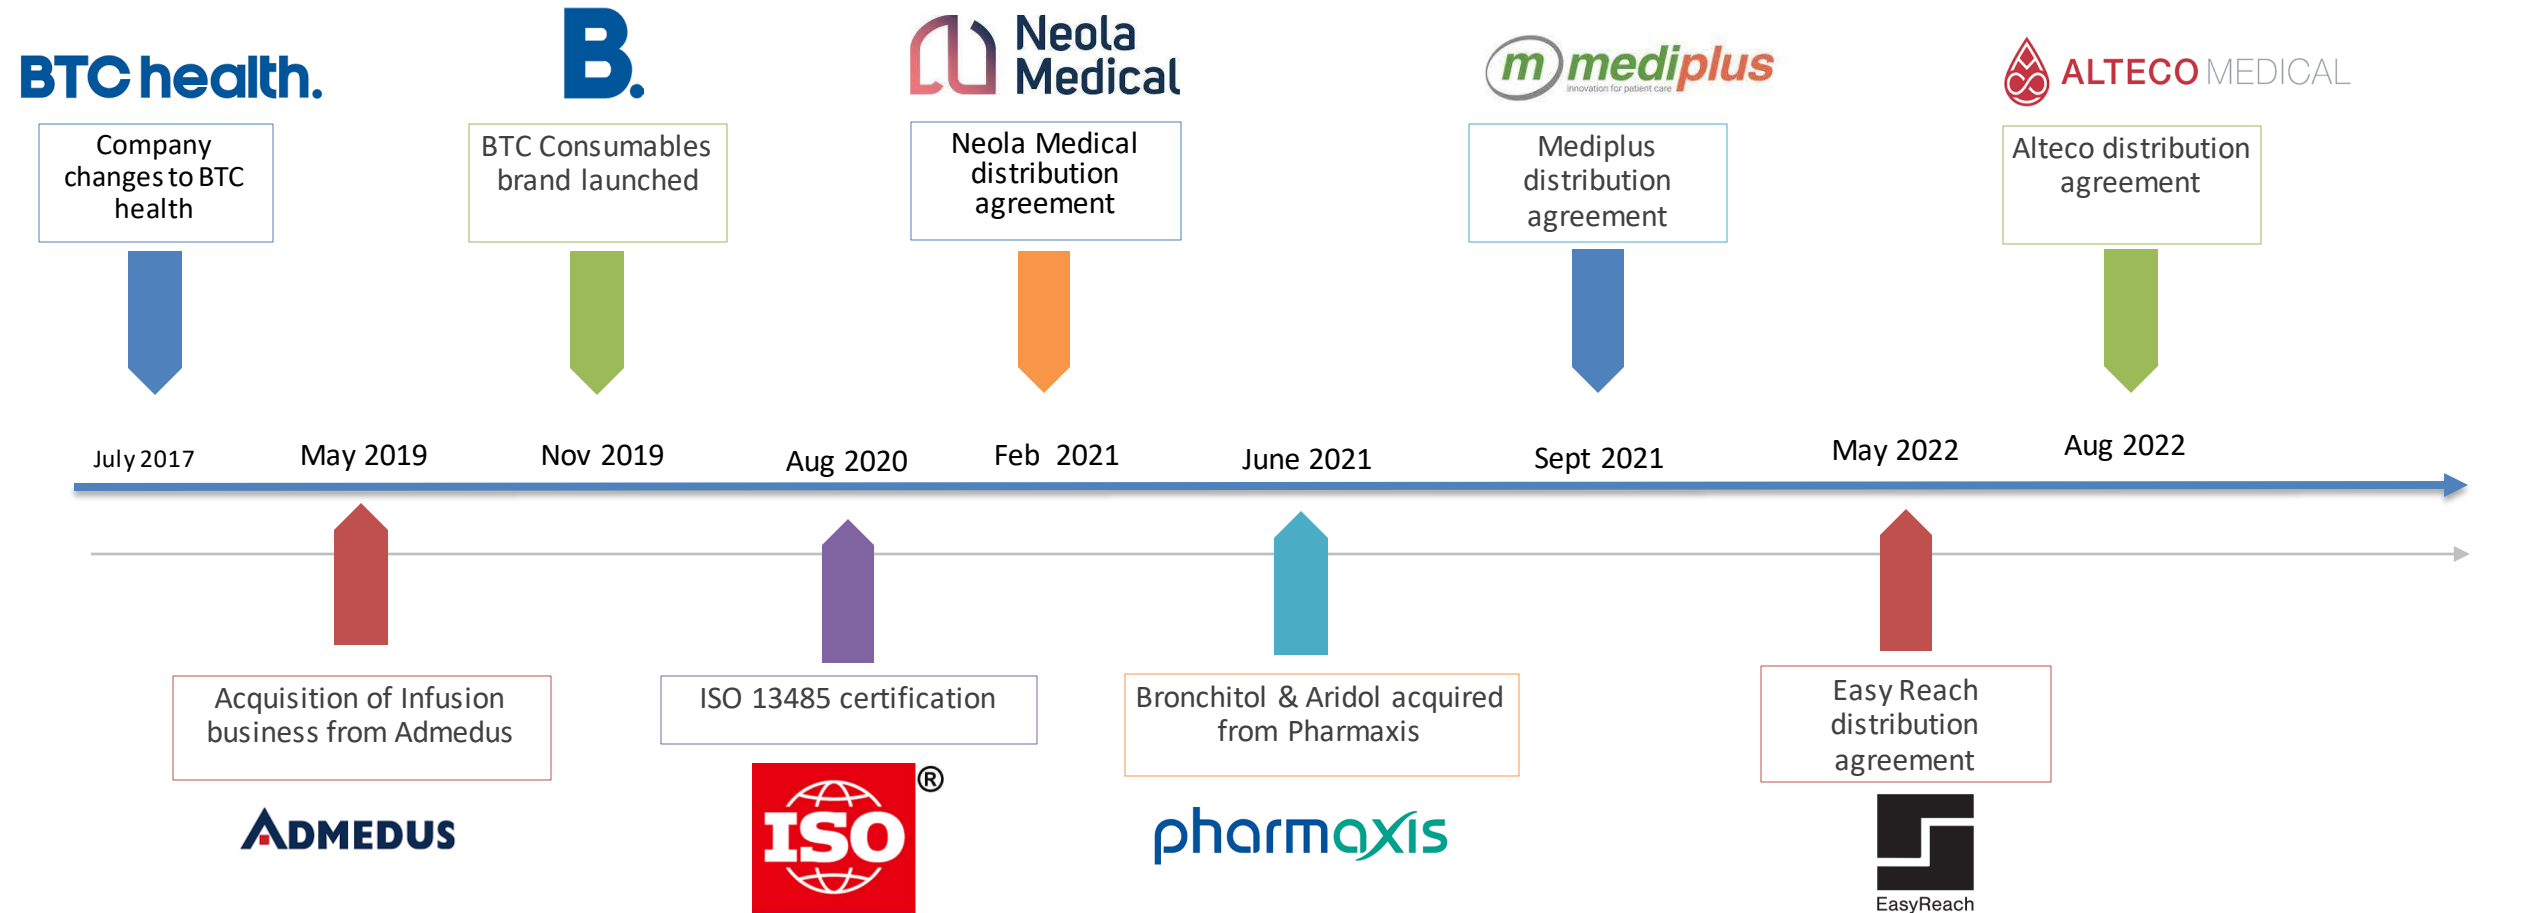 BTC health.
B.
Neola
Medical
m mediplus
innovation for patient care
ALTECO MEDICAL
Company
changes to BTC
health
BTC Consumables
brand launched
Neola Medical
distribution
agreement
Mediplus
distribution
agreement
Alteco distribution
agreement
July 2017
May 2019
Nov 2019
Aug 2020
Feb 2021
June 2021
Sept 2021
May 2022
Aug 2022
Acquisition of Infusion
business from Admedus
ISO 13485 certification
Bronchitol & Aridol acquired
from Pharmaxis
Easy Reach
distribution
agreement
ADMEDUS
ISO ®
pharmaxis
EasyReach